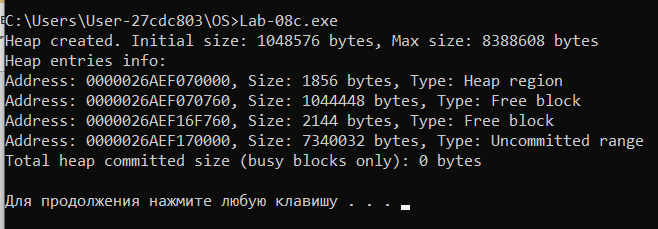 C:\Users\User-27cdc803\OS>Lab-08c.exe
Heap created. Initial size: 1048576 bytes, Max size: 8388608 bytes
Heap entries info:
Address: 0000026AEF070000, Size: 1856 bytes, Type: Heap region
Address: 0000026AEF070760, Size: 1044448 bytes, Type: Free block
Address: 0000026AEF16F760, Size: 2144 bytes, Type: Free block
Address: 0000026AEF170000, Size: 7340032 bytes, Type: Uncommitted range
Total heap committed size (busy blocks only): 0 bytes
Для продолжения нажмите любую клавишу . . .